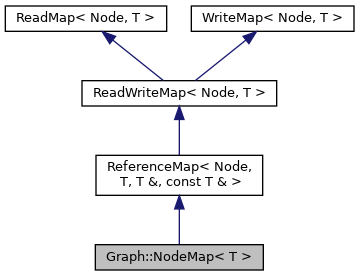 ReadMap< Node, T >
WriteMap< Node, T >
ReadWriteMap< Node, T >
ReferenceMap< Node,
T, T &, const T & >
Graph::NodeMap< T >